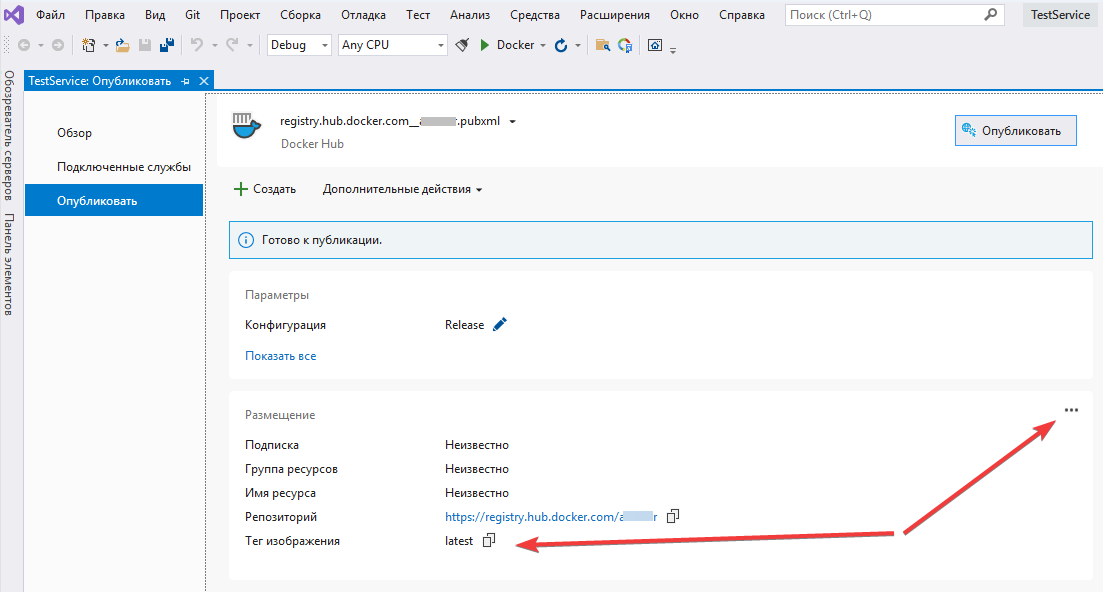 Файл Правка Вид Git Проект Сборка Отладка Тест Анализ Средства Расширения Окно Справка Поиск (Ctrl+Q) TestService
Debug Any CPU Docker
Обозреватель серверов
Панель элементов
TestService: Опубликовать
Обзор
Подключенные службы
Опубликовать
registry.hub.docker.com__a r.pubxml
Docker Hub
Опубликовать
Создать Дополнительные действия
Готово к публикации.
Параметры
Конфигурация Release
Показать все
Размещение
Подписка Неизвестно
Группа ресурсов Неизвестно
Имя ресурса Неизвестно
Репозиторий https://registry.hub.docker.com/a r
Тег изображения latest